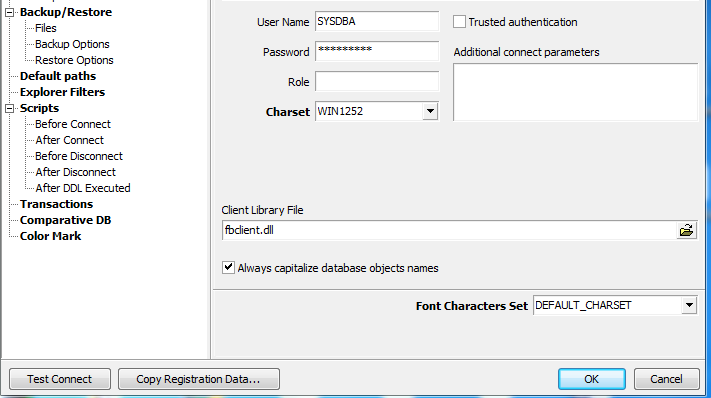 Backup/Restore
Files
Backup Options
Restore Options
Default paths
Explorer Filters
Scripts
Before Connect
After Connect
Before Disconnect
After Disconnect
After DDL Executed
Transactions
Comparative DB
Color Mark
User Name SYSDBA Trusted authentication
Password ********* Additional connect parameters
Role
Charset WIN1252
Client Library File
fbclient.dll
Always capitalize database objects names
Font Characters Set DEFAULT_CHARSET
Test Connect Copy Registration Data... OK Cancel